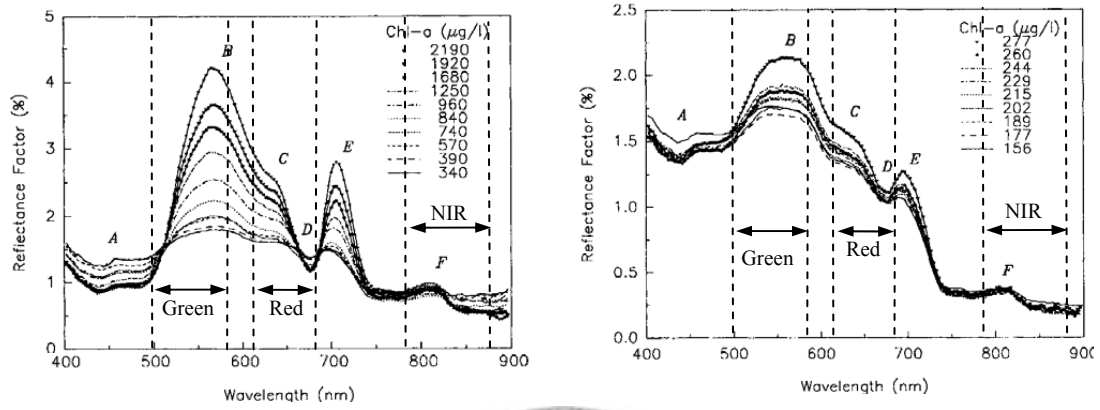 5
4
3
2
1
0
Reflectance Factor (%)
Chl-a (μg/l)
2190
1920
1680
1250
960
840
740
570
390
340
A
B
C
D
E
F
NIR
Green
Red
400 500 600 700 800 900
Wavelength (nm)
2.5
2.0
1.5
1.0
0.5
0.0
Reflectance Factor (%)
Chl-a (μg/l)
277
260
244
229
215
202
189
177
156
A
B
C
D
E
F
NIR
Green
Red
400 500 600 700 800 900
Wavelength (nm)